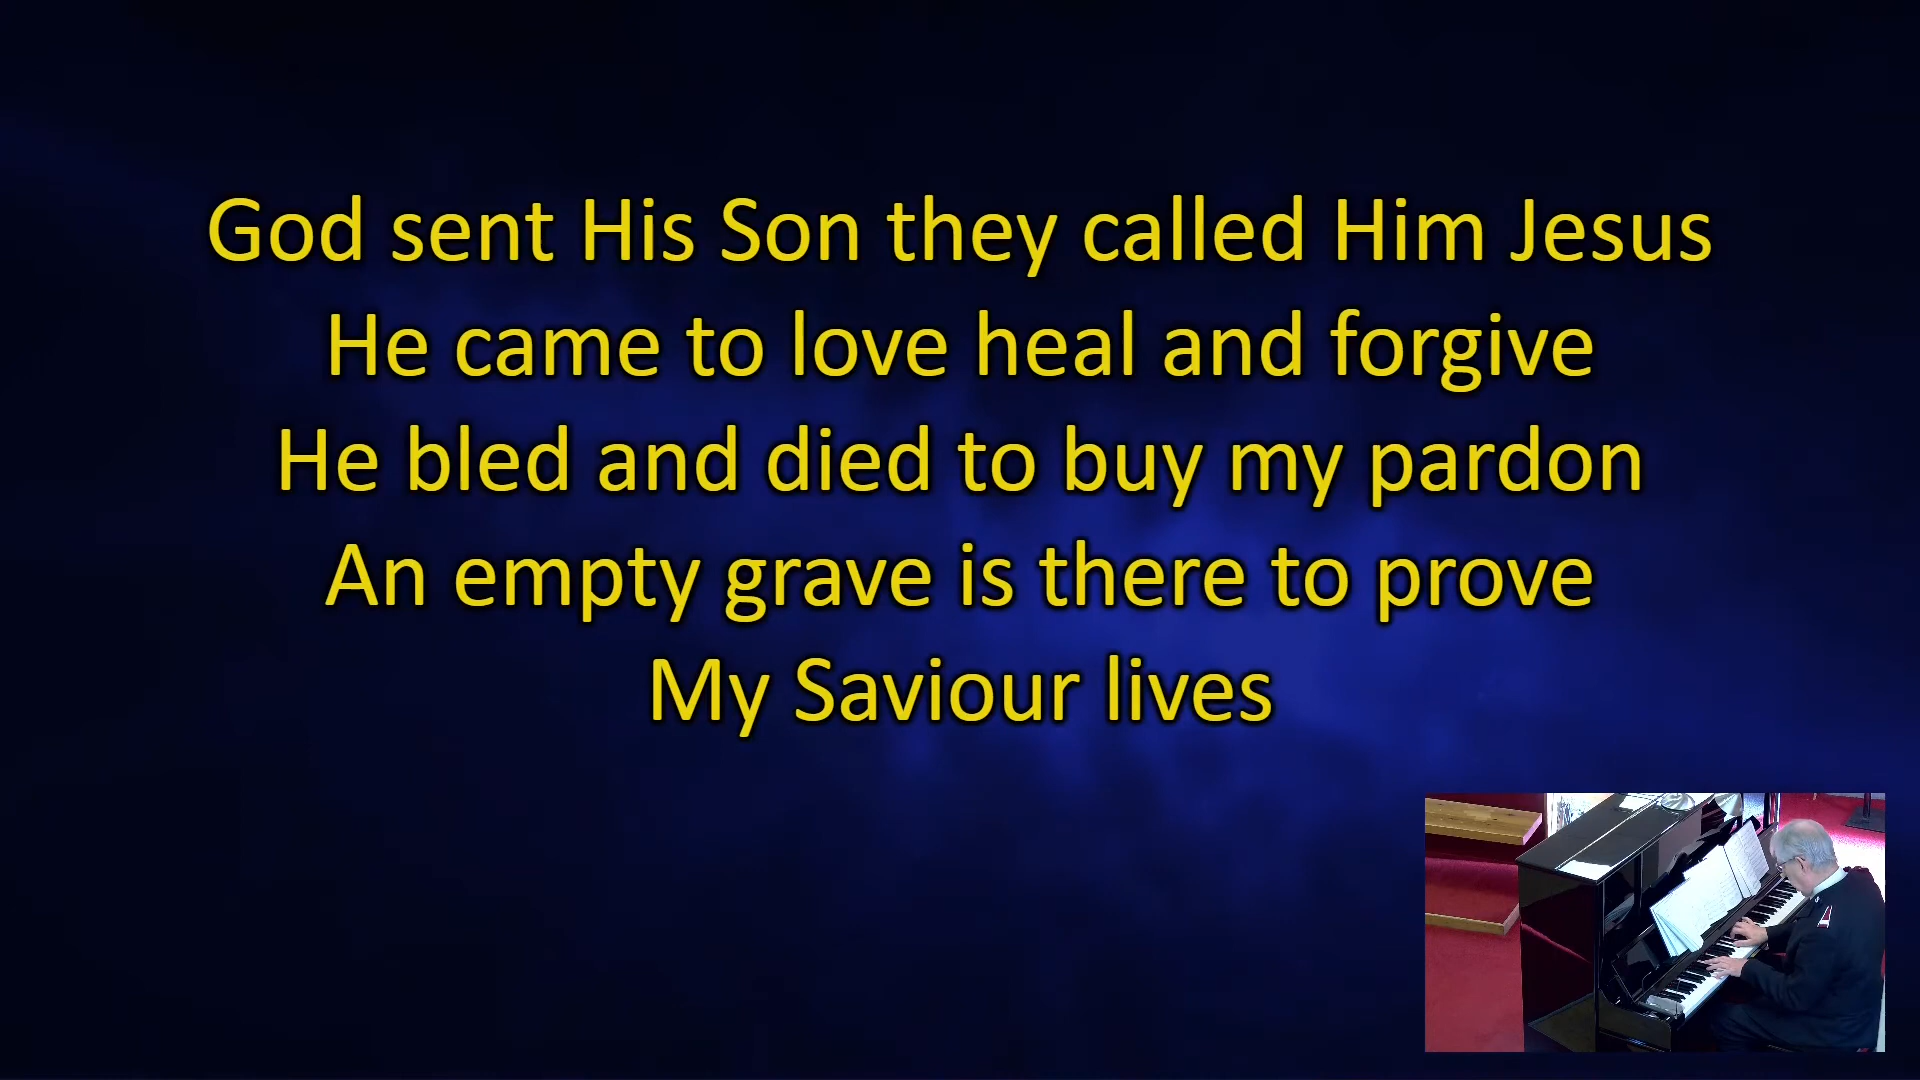 God sent His Son they called Him Jesus
He came to love heal and forgive
He bled and died to buy my pardon
An empty grave is there to prove
My Saviour lives